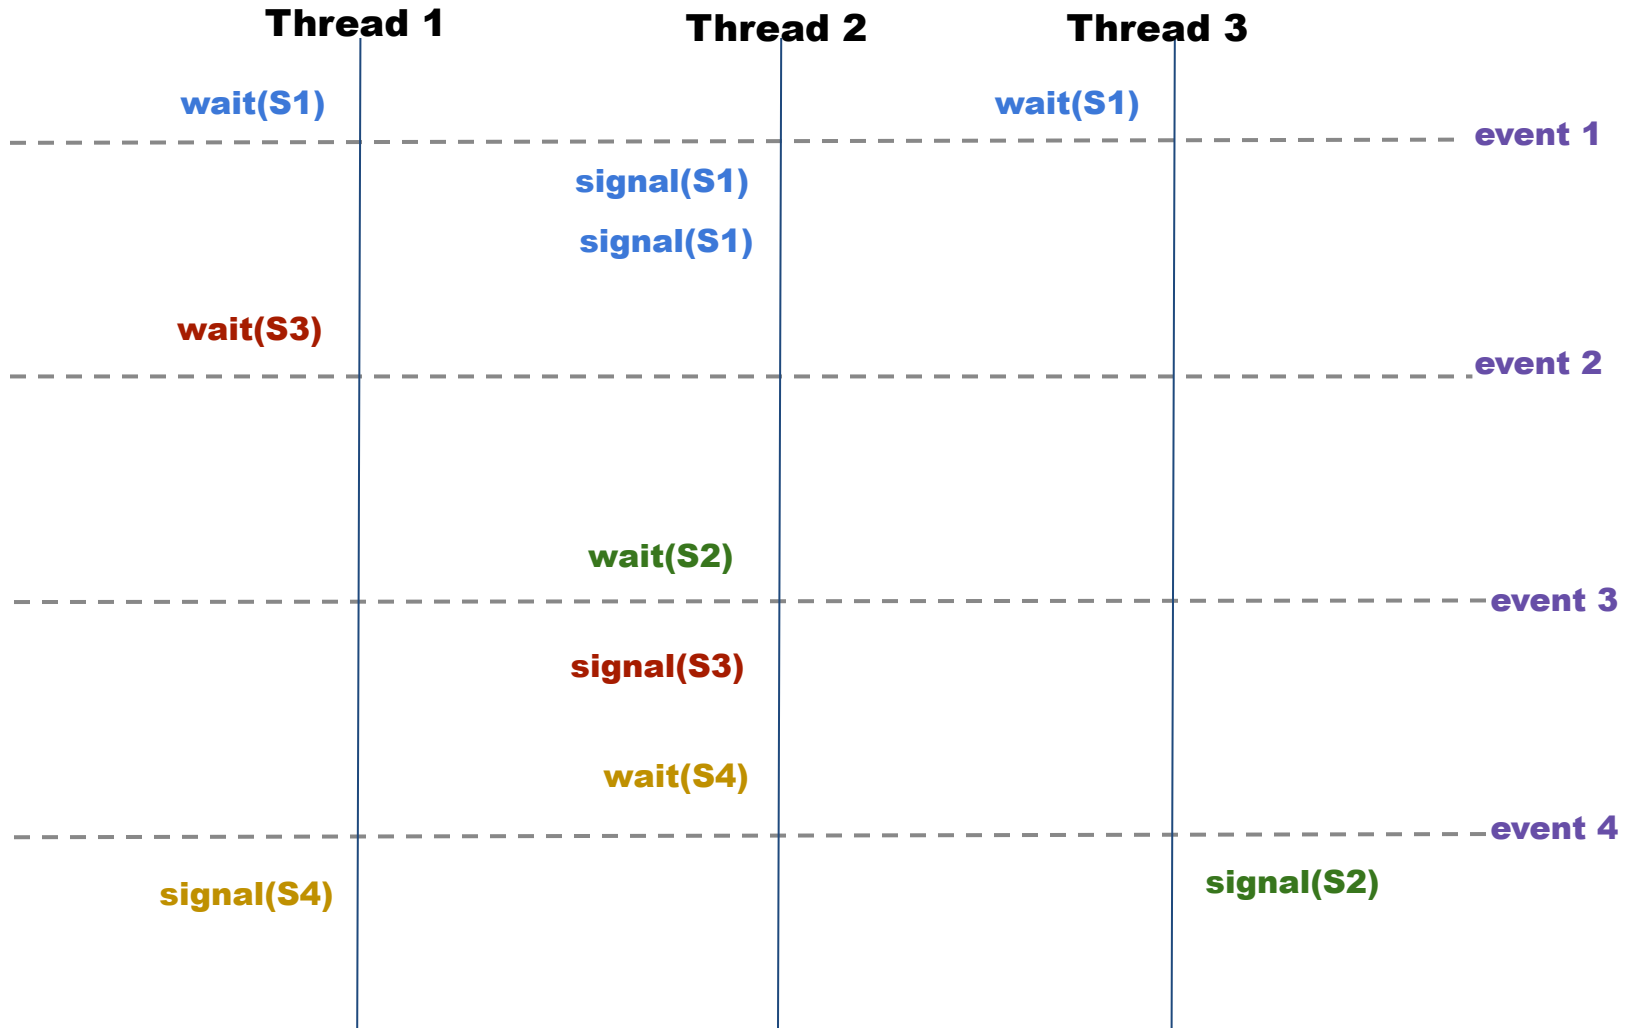 Thread 1 Thread 2 Thread 3
wait(S1) wait(S1)
event 1
signal(S1)
signal(S1)
wait(S3)
event 2
wait(S2)
event 3
signal(S3)
wait(S4)
event 4
signal(S4) signal(S2)